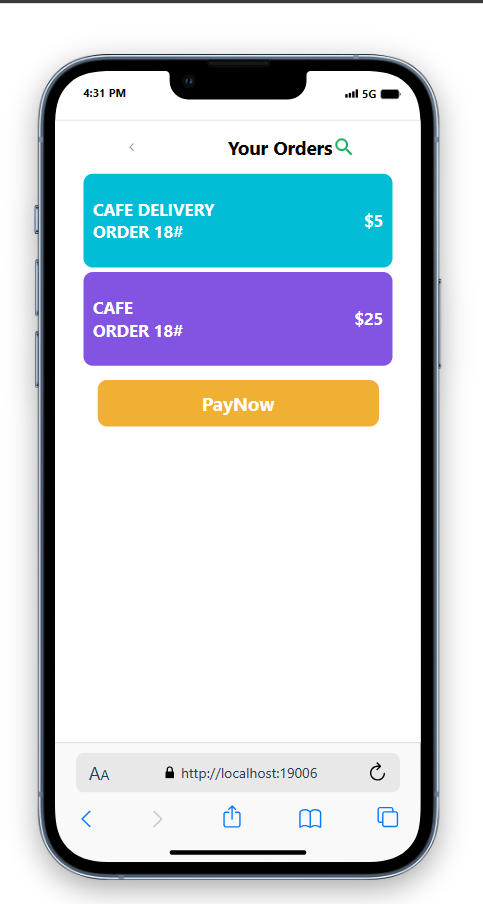 4:31 PM
5G
Your Orders
CAFE DELIVERY
ORDER 18#
$5
CAFE
ORDER 18#
$25
PayNow
AA
http://localhost:19006